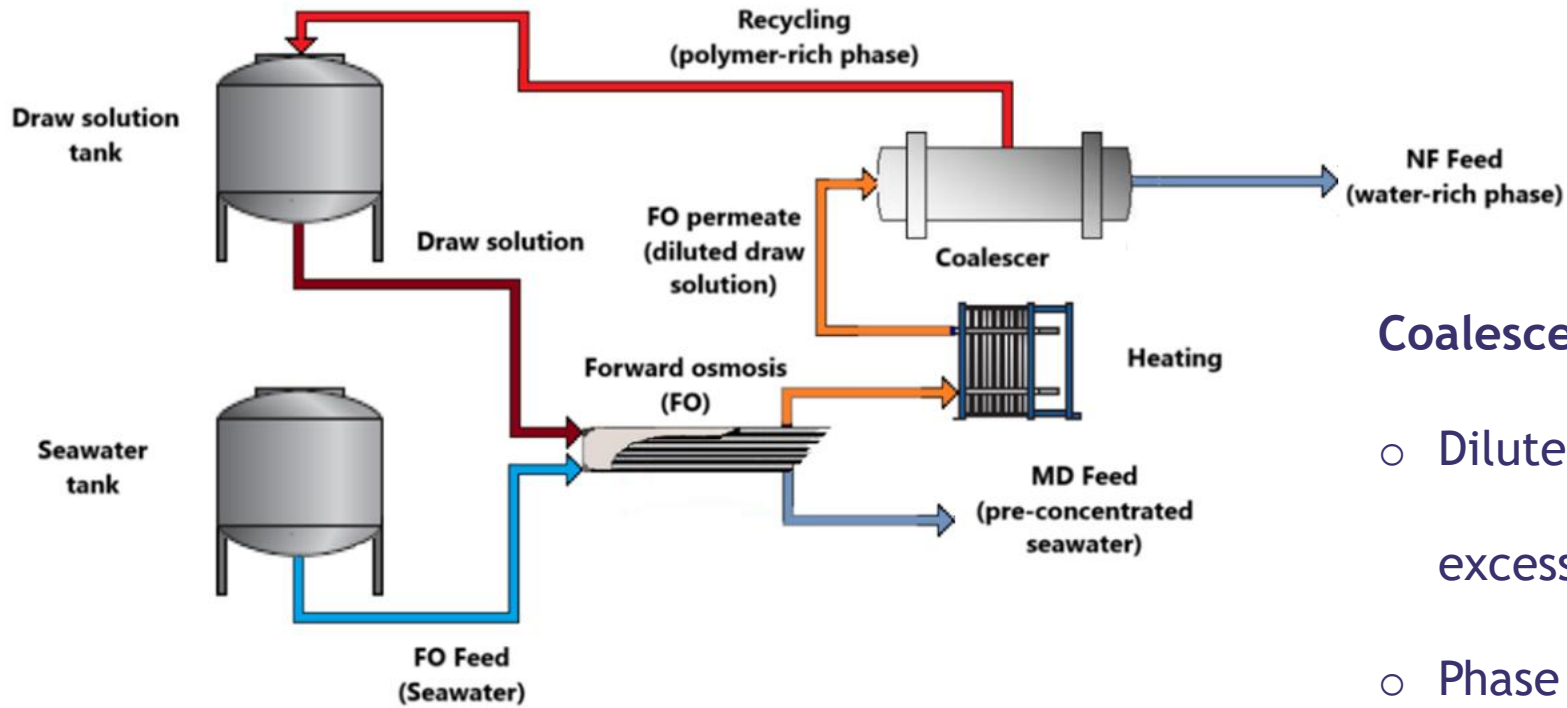 Recycling
(polymer-rich phase)
Draw solution
tank
NF Feed
(water-rich phase)
FO permeate
(diluted draw
solution)
Draw solution
Coalescer
Heating
Forward osmosis
(FO)
Seawater
tank
MD Feed
(pre-concentrated
seawater)
FO Feed
(Seawater)
Coalesce
o Dilute
excess
o Phase